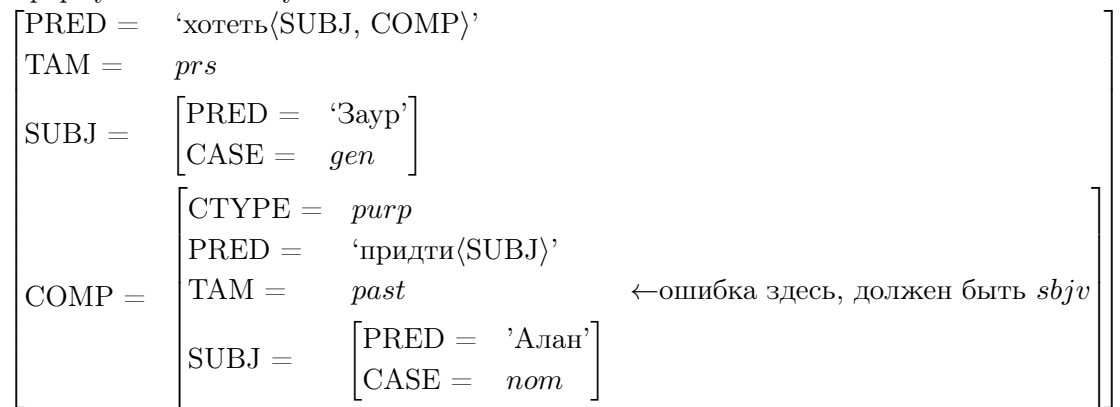 PRED = ‘хотеть⟨SUBJ, COMP⟩’
TAM = prs
SUBJ = PRED = ‘Заур’
CASE = gen
COMP = CTYPE = purp
PRED = ‘придти⟨SUBJ⟩’
TAM = past ←ошибка здесь, должен быть sbjv
SUBJ = PRED = ’Алан’
CASE = nom